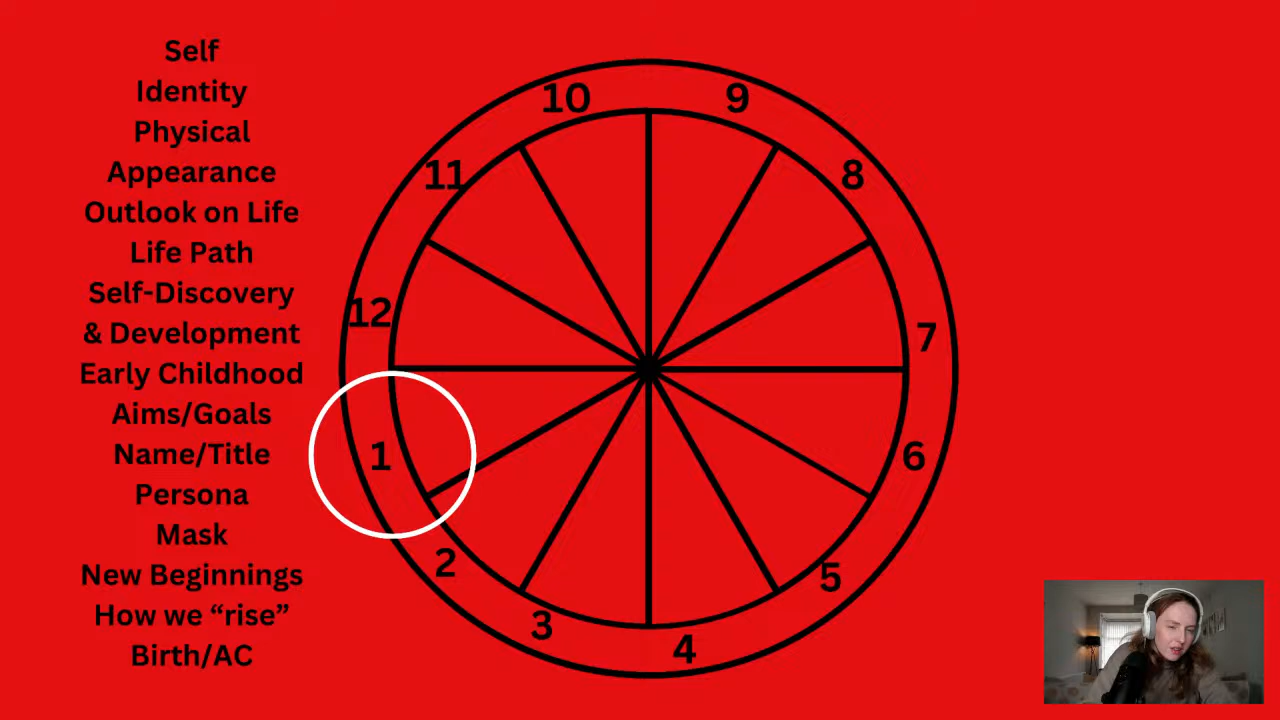 Self
Identity
Physical
Appearance
Outlook on Life
Life Path
Self-Discovery
& Development
Early Childhood
Aims/Goals
Name/Title
Persona
Mask
New Beginnings
How we “rise”
Birth/AC
10
9
11
8
12
7
1
6
2
5
3
4